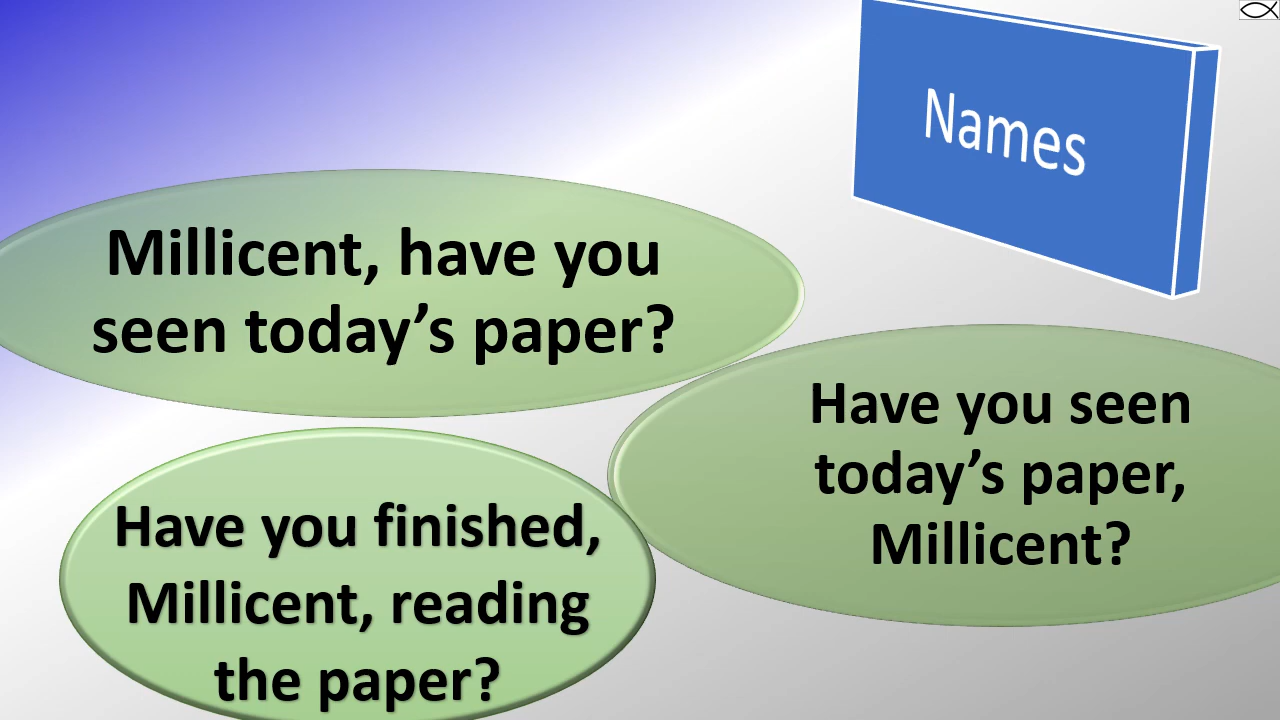 Names
Millicent, have you
seen today’s paper?
Have you seen
today’s paper,
Millicent?
Have you finished,
Millicent, reading
the paper?